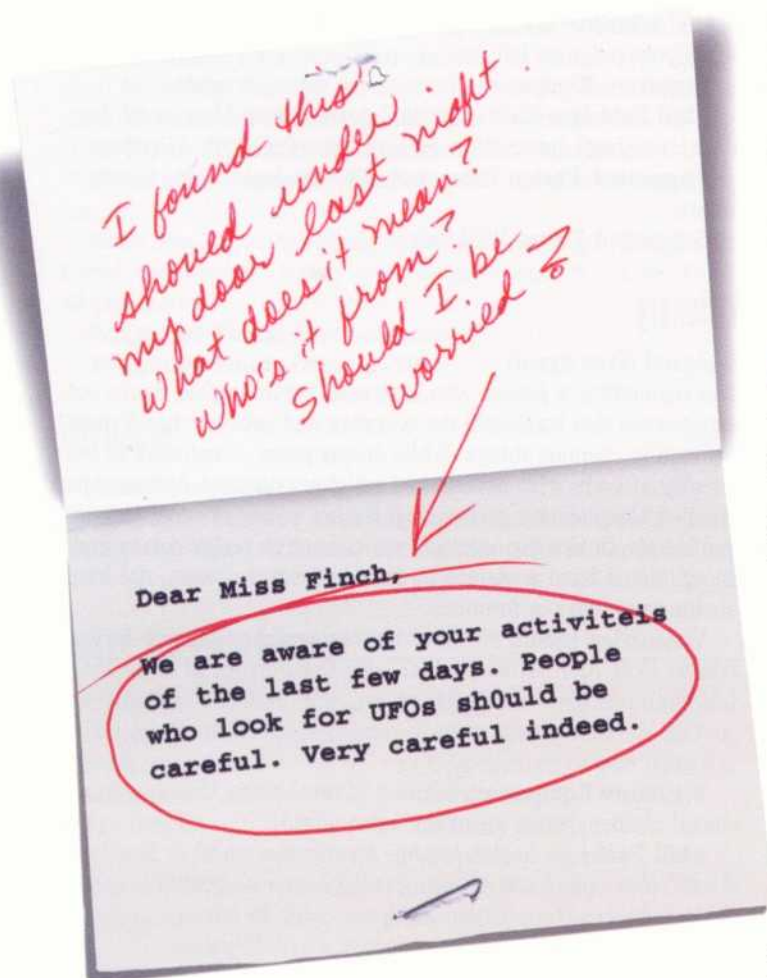 I found this
should under
my door last night.
What does it mean?
Who's it from?
Should I be
worried?
Dear Miss Finch,
We are aware of your activiteis
of the last few days. People
who look for UFOs sh0uld be
careful. Very careful indeed.